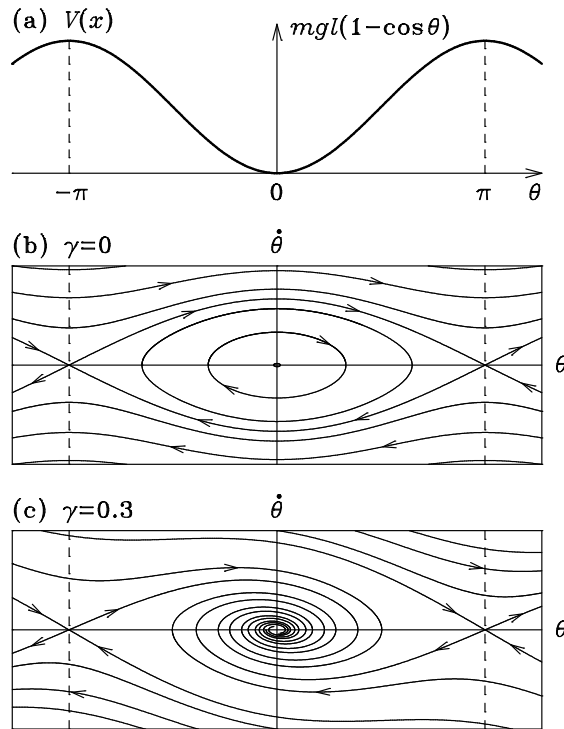 (a) V(x)
mgl(1−cosθ)
−π 0 π θ
(b) γ=0
θ̇
θ
(c) γ=0.3
θ̇
θ